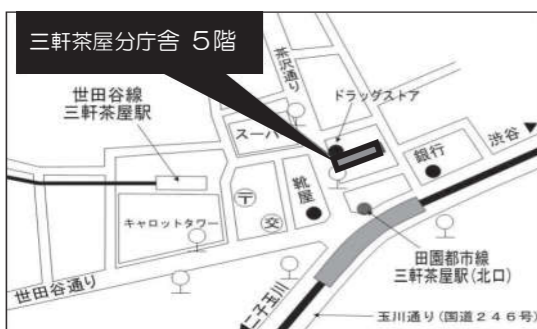 三軒茶屋分庁舎 5階
茶沢通り
ドラッグストア
世田谷線
三軒茶屋駅
スーパー
渋谷
銀行
靴屋
〒
交
キャロットタワー
田園都市線
三軒茶屋駅(北口)
世田谷通り
二子玉川
玉川通り(国道246号)